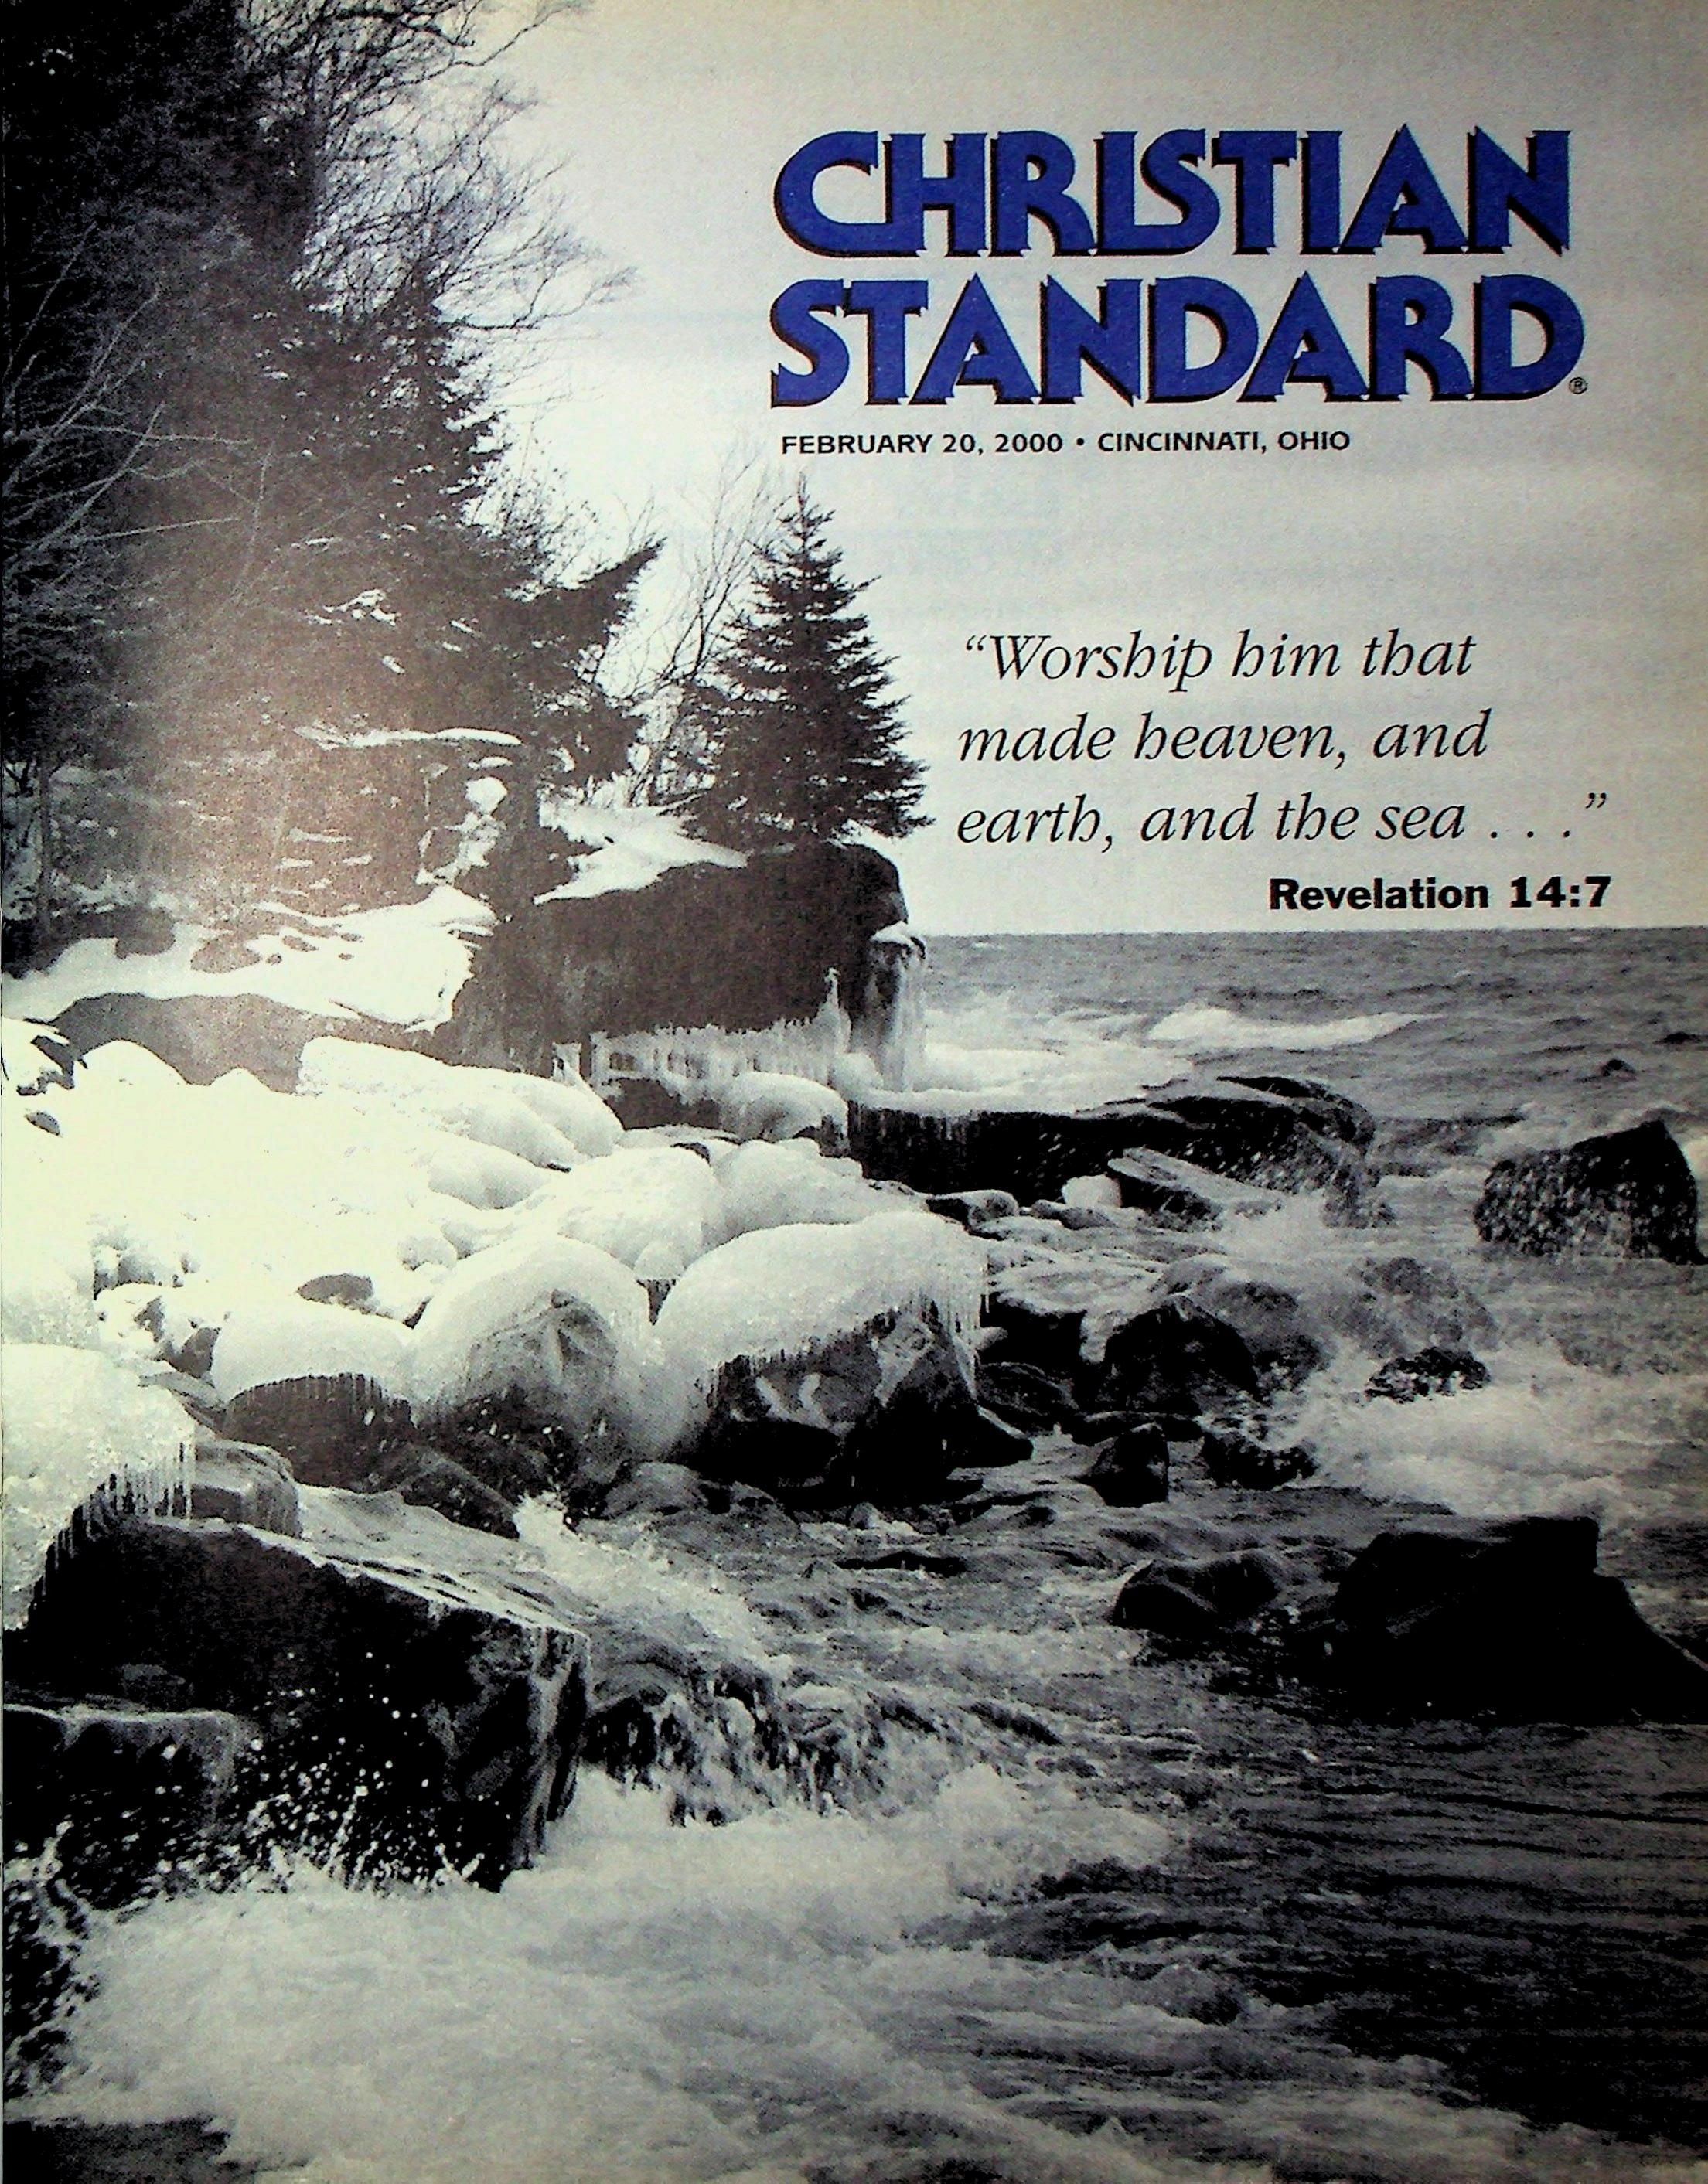 CHRISTIAN
STANDARD®
FEBRUARY 20, 2000 • CINCINNATI, OHIO
“Worship him that
made heaven, and
earth, and the sea . . .”
Revelation 14:7